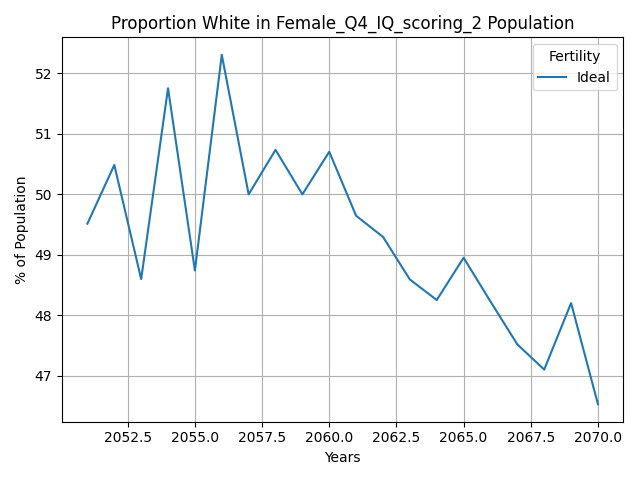 Proportion White in Female_Q4_IQ_scoring_2 Population
Fertility
Ideal
% of Population
52
51
50
49
48
47
2052.5 2055.0 2057.5 2060.0 2062.5 2065.0 2067.5 2070.0
Years